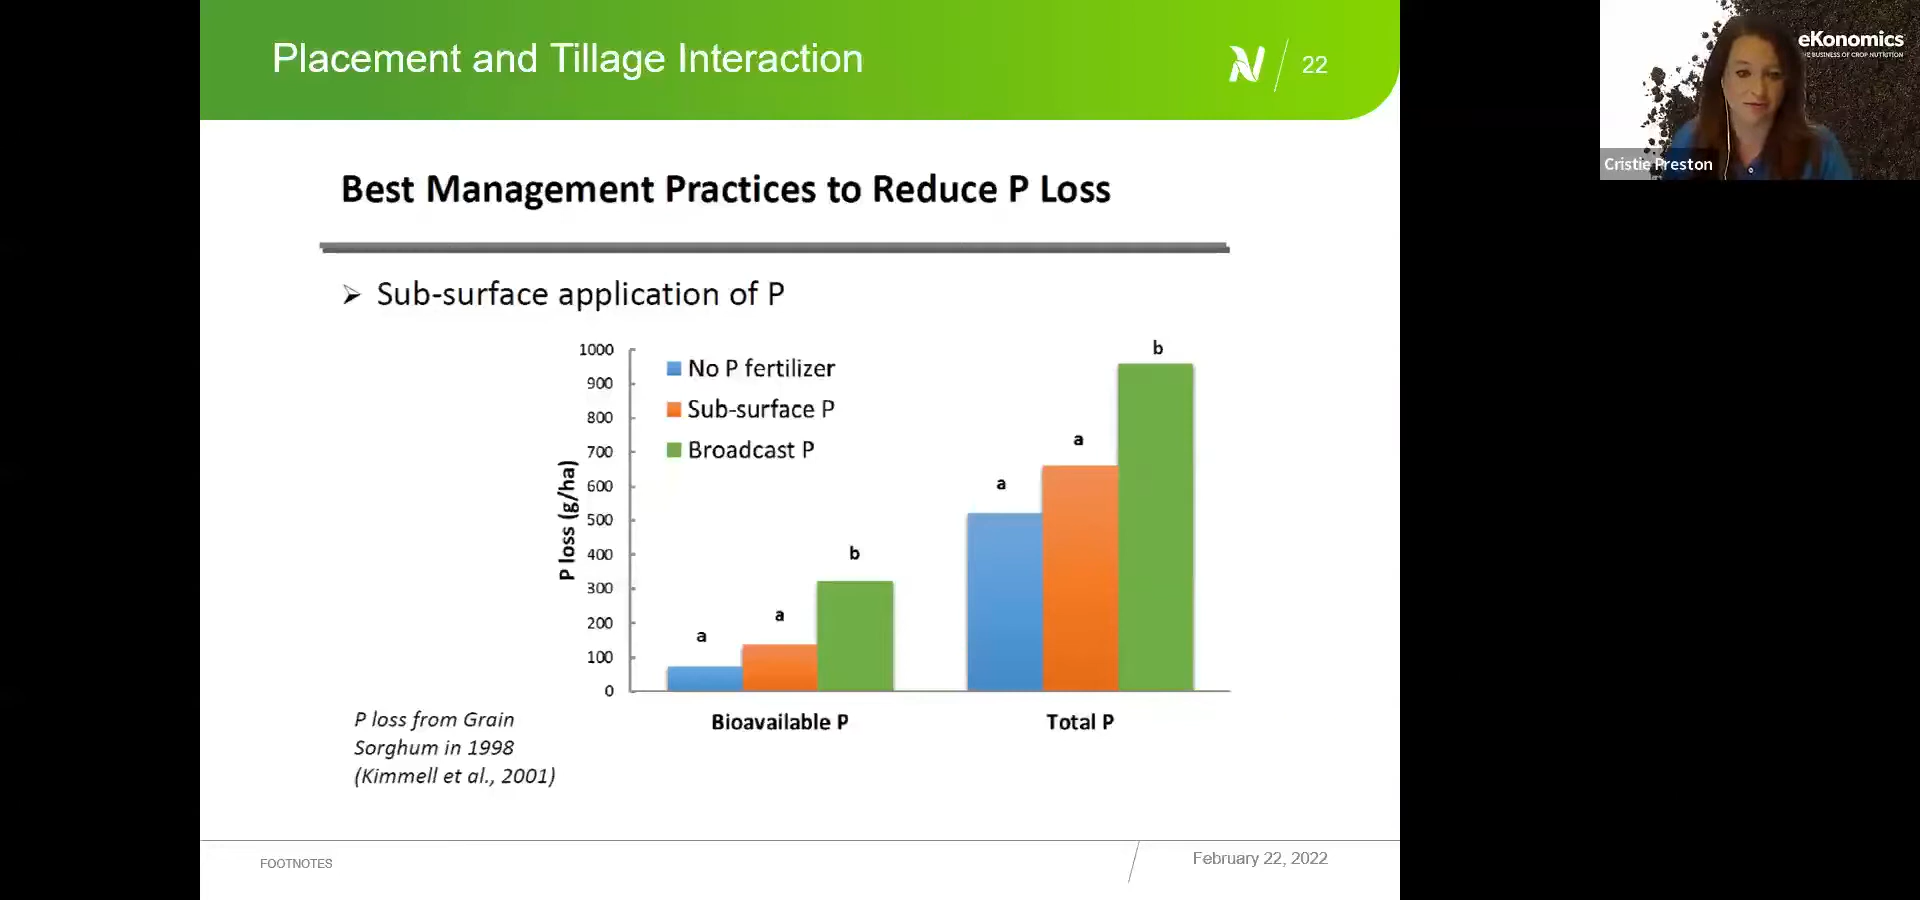 Placement and Tillage Interaction
22
eKonomics
Cristie Preston
Best Management Practices to Reduce P Loss
➢ Sub-surface application of P
1000
900
800
700
600
500
400
300
200
100
0
P loss (g/ha)
No P fertilizer
Sub-surface P
Broadcast P
a
a
b
a
a
b
Bioavailable P
Total P
P loss from Grain
Sorghum in 1998
(Kimmell et al., 2001)
FOOTNOTES
February 22, 2022